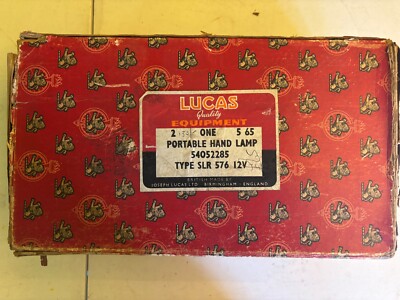 LUCAS
Quality
EQUIPMENT
2 ONE 5 65
PORTABLE HAND LAMP
54052285
TYPE SLR 576 12V
BRITISH MADE BY
JOSEPH LUCAS LTD. BIRMINGHAM - ENGLAND